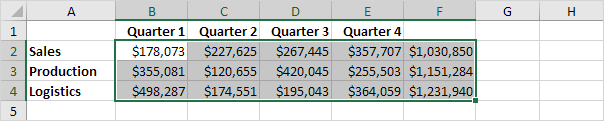 A B C D E F G H
1 Quarter 1 Quarter 2 Quarter 3 Quarter 4
2 Sales $178,073 $227,625 $267,445 $357,707 $1,030,850
3 Production $355,081 $120,655 $420,045 $255,503 $1,151,284
4 Logistics $498,287 $174,551 $195,043 $364,059 $1,231,940
5